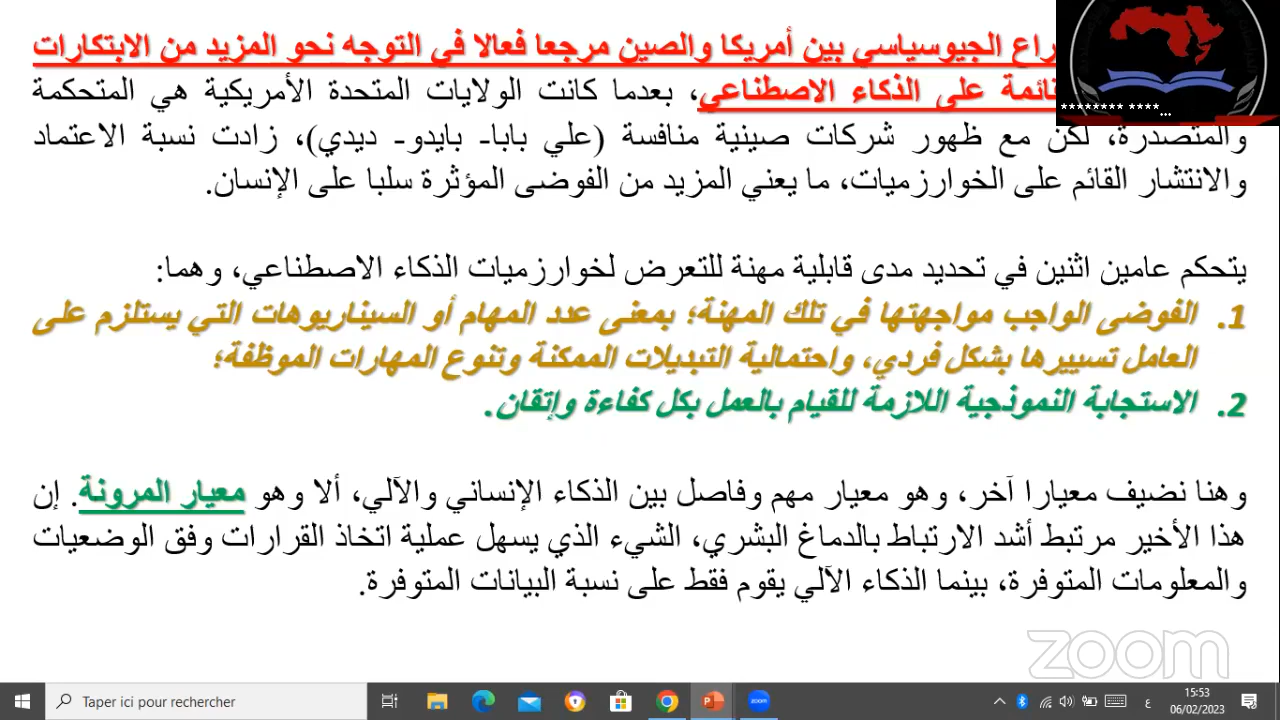 راع الجيوسياسي بين أمريكا والصين مرجعا فعالا في التوجه نحو المزيد من الابتكارات
ائمة على الذكاء الاصطناعي، بعدما كانت الولايات المتحدة الأمريكية هي المتحكمة
والمتصدرة، لكن مع ظهور شركات صينية منافسة (علي بابا- بايدو- ديدي)، زادت نسبة الاعتماد
والانتشار القائم على الخوارزميات، ما يعني المزيد من الفوضى المؤثرة سلبا على الإنسان.
******** ****...
يتحكم عامين اثنين في تحديد مدى قابلية مهنة للتعرض لخوارزميات الذكاء الاصطناعي، وهما:
1. الفوضى الواجب مواجهتها في تلك المهنة؛ بمعنى عدد المهام أو السيناريوهات التي يستلزم على
العامل تسييرها بشكل فردي، واحتمالية التبديلات الممكنة وتنوع المهارات الموظفة؛
2. الاستجابة النموذجية اللازمة للقيام بالعمل بكل كفاءة وإتقان.
وهنا نضيف معيارا آخر، وهو معيار مهم وفاصل بين الذكاء الإنساني والآلي، ألا وهو معيار المرونة. إن
هذا الأخير مرتبط أشد الارتباط بالدماغ البشري، الشيء الذي يسهل عملية اتخاذ القرارات وفق الوضعيات
والمعلومات المتوفرة، بينما الذكاء الآلي يقوم فقط على نسبة البيانات المتوفرة.
zoom
Taper ici pour rechercher
zoom
ع
15:53
06/02/2023